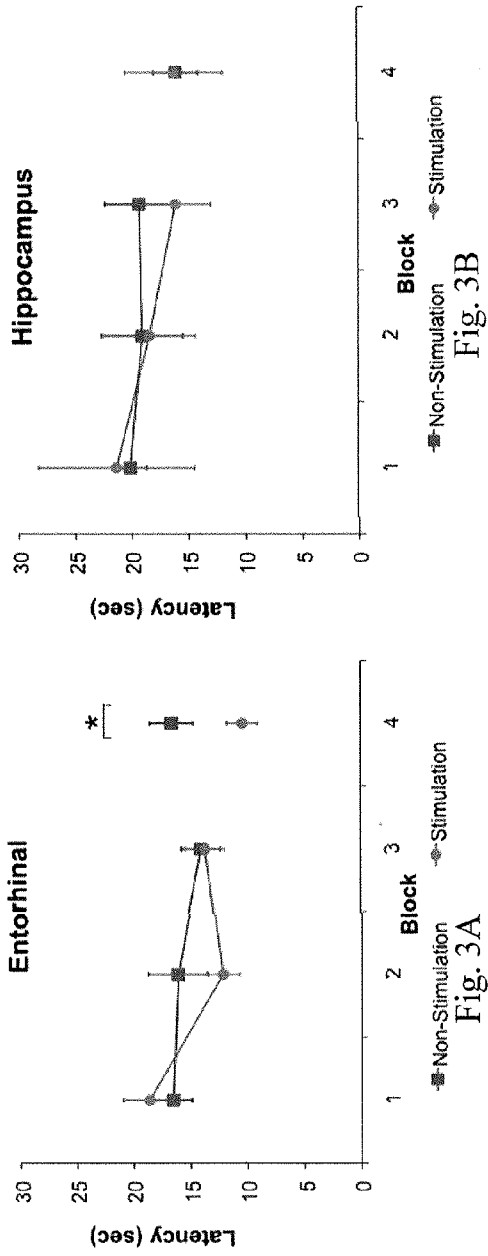 Entorhinal
*
Latency (sec)
30
25
20
15
10
5
0
1 2 3 4
Block
Non-Stimulation Stimulation
Fig. 3A
Hippocampus
Latency (sec)
30
25
20
15
10
5
0
1 2 3 4
Block
Non-Stimulation Stimulation
Fig. 3B